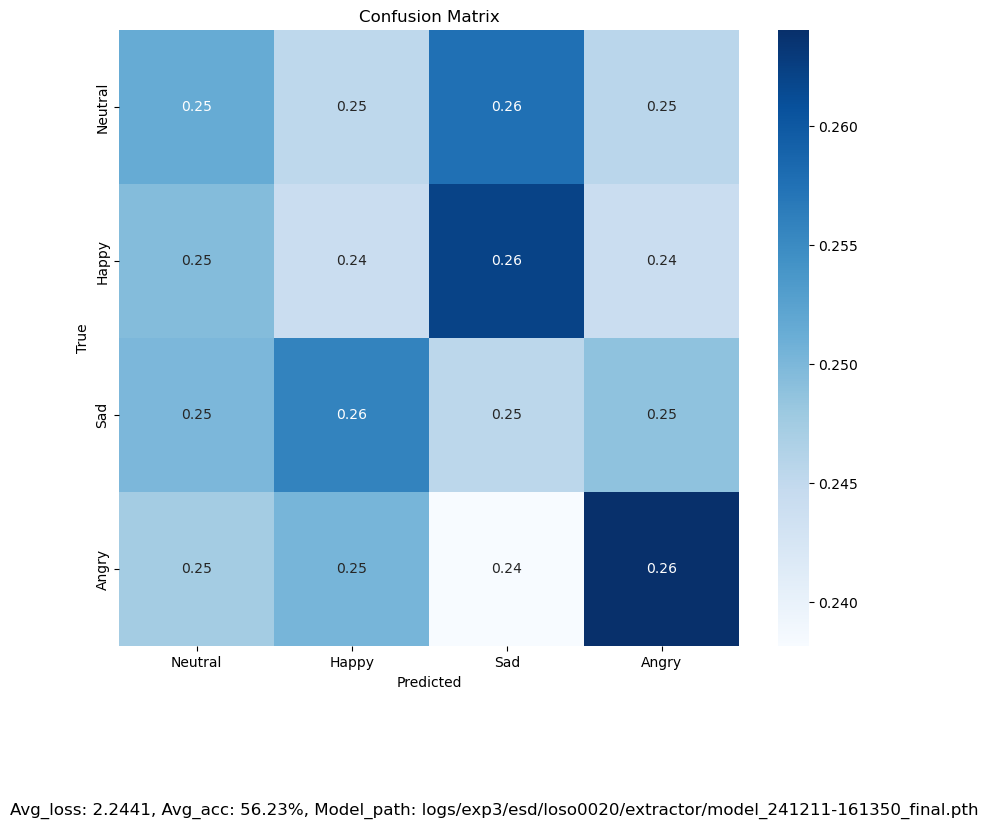 Confusion Matrix
Neutral 0.25 0.25 0.26 0.25
Happy 0.25 0.24 0.26 0.24
Sad 0.25 0.26 0.25 0.25
Angry 0.25 0.25 0.24 0.26
True
Neutral Happy Sad Angry
Predicted
0.260
0.255
0.250
0.245
0.240
Avg_loss: 2.2441, Avg_acc: 56.23%, Model_path: logs/exp3/esd/loso0020/extractor/model_241211-161350_final.pth